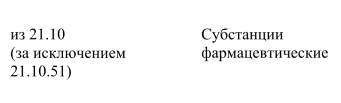 из 21.10 Субстанции
(за исключением фармацевтические
21.10.51)